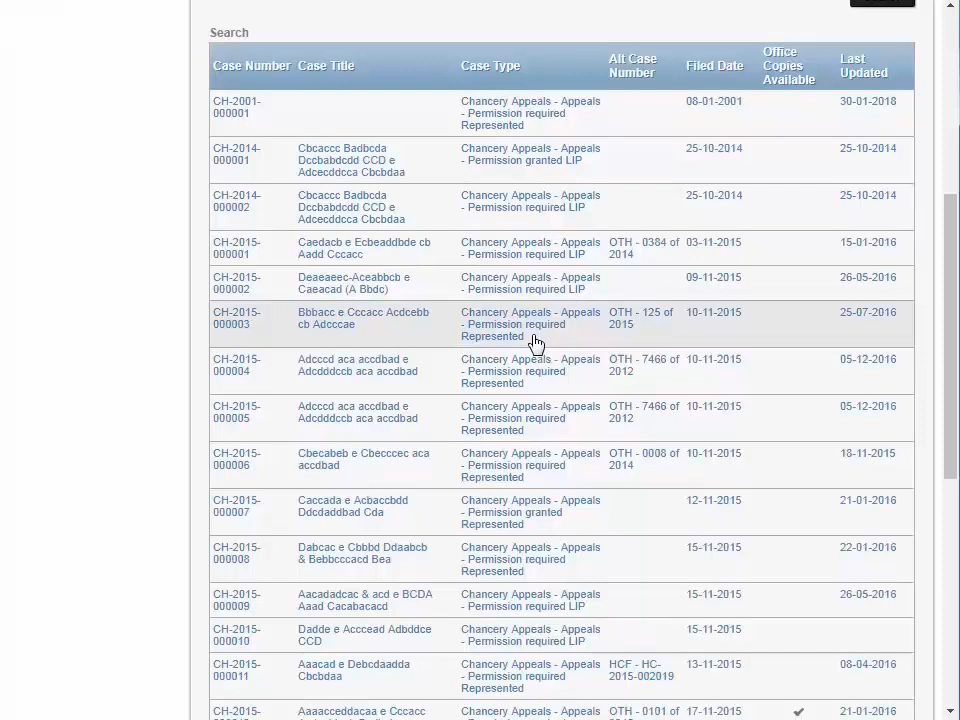 Search
Case Number Case Title Case Type Alt Case Number Filed Date Office Copies Available Last Updated
CH-2001-000001 Chancery Appeals - Appeals - Permission required Represented 08-01-2001 30-01-2018
CH-2014-000001 Cbcaccc Badbcda Dccbabdcdd CCD e Adcecddcca Cbcbdaa Chancery Appeals - Appeals - Permission granted LIP 25-10-2014 25-10-2014
CH-2014-000002 Cbcaccc Badbcda Dccbabdcdd CCD e Adcecddcca Cbcbdaa Chancery Appeals - Appeals - Permission required LIP 25-10-2014 25-10-2014
CH-2015-000001 Caedacb e Ecbeaddbde cb Aadd Cccacc Chancery Appeals - Appeals - Permission required LIP OTH - 0384 of 2014 03-11-2015 15-01-2016
CH-2015-000002 Deaeaeec-Aceabbcb e Caeacad (A Bbdc) Chancery Appeals - Appeals - Permission required LIP 09-11-2015 26-05-2016
CH-2015-000003 Bbbacc e Cccacc Acdcebb cb Adcccae Chancery Appeals - Appeals - Permission required Represented OTH - 125 of 2015 10-11-2015 25-07-2016
CH-2015-000004 Adcccd aca accdbad e Adcdddccb aca accdbad Chancery Appeals - Appeals - Permission required Represented OTH - 7466 of 2012 10-11-2015 05-12-2016
CH-2015-000005 Adcccd aca accdbad e Adcdddccb aca accdbad Chancery Appeals - Appeals - Permission required Represented OTH - 7466 of 2012 10-11-2015 05-12-2016
CH-2015-000006 Cbecabeb e Cbecccec aca accdbad Chancery Appeals - Appeals - Permission required Represented OTH - 0008 of 2014 10-11-2015 18-11-2015
CH-2015-000007 Caccada e Acbaccbdd Ddcdaddbad Cda Chancery Appeals - Appeals - Permission granted Represented 12-11-2015 21-01-2016
CH-2015-000008 Dabcac e Cbbbd Ddaabcb & Bebbcccacd Bea Chancery Appeals - Appeals - Permission required Represented 15-11-2015 22-01-2016
CH-2015-000009 Aacadadcac & acd e BCDA Aaad Cacabacacd Chancery Appeals - Appeals - Permission required LIP 15-11-2015 26-05-2016
CH-2015-000010 Dadde e Acccead Adbddce CCD Chancery Appeals - Appeals - Permission required LIP 15-11-2015
CH-2015-000011 Aaacad e Debcdaadda Cbcbdaa Chancery Appeals - Appeals - Permission required Represented HCF - HC-2015-002019 13-11-2015 08-04-2016
CH-2015- Aaaacceddacaa e Cccacc Chancery Appeals - Appeals OTH - 0101 of 17-11-2015 ✔ 21-01-2016